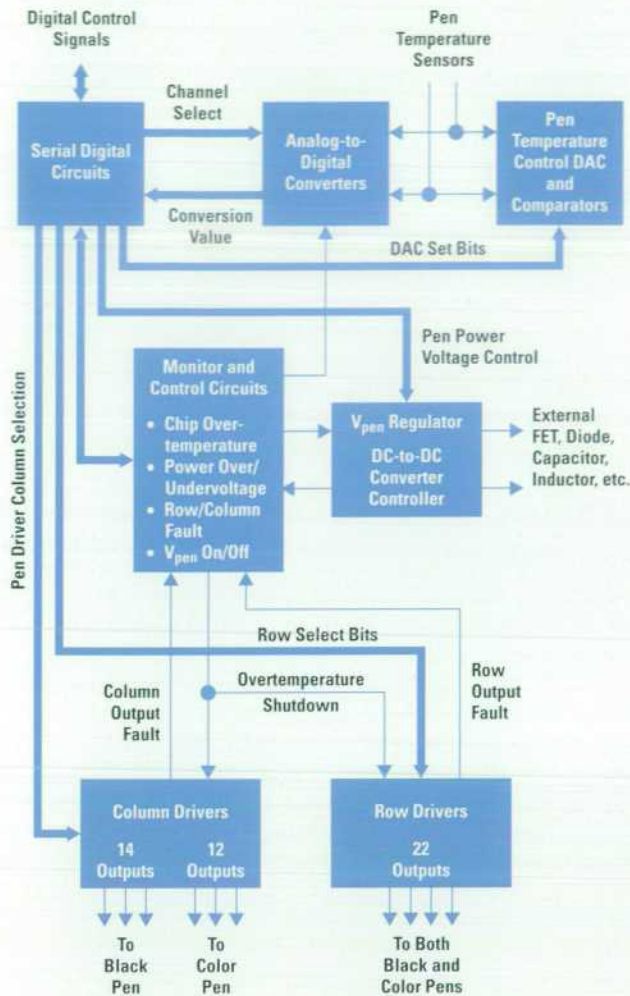 Digital Control
Signals
Pen
Temperature
Sensors
Channel
Select
Serial Digital
Circuits
Analog-to-
Digital
Converters
Pen
Temperature
Control DAC
and
Comparators
Conversion
Value
DAC Set Bits
Pen Power
Voltage Control
Monitor and
Control Circuits
• Chip Over-
temperature
• Power Over/
Undervoltage
• Row/Column
Fault
• Vpen On/Off
Vpen Regulator
DC-to-DC
Converter
Controller
External
FET, Diode,
Capacitor,
Inductor, etc.
Pen Driver Column Selection
Row Select Bits
Column
Output
Fault
Overtemperature
Shutdown
Row
Output
Fault
Column Drivers
14
Outputs
12
Outputs
Row Drivers
22
Outputs
To
Black
Pen
To
Color
Pen
To Both
Black and
Color Pens